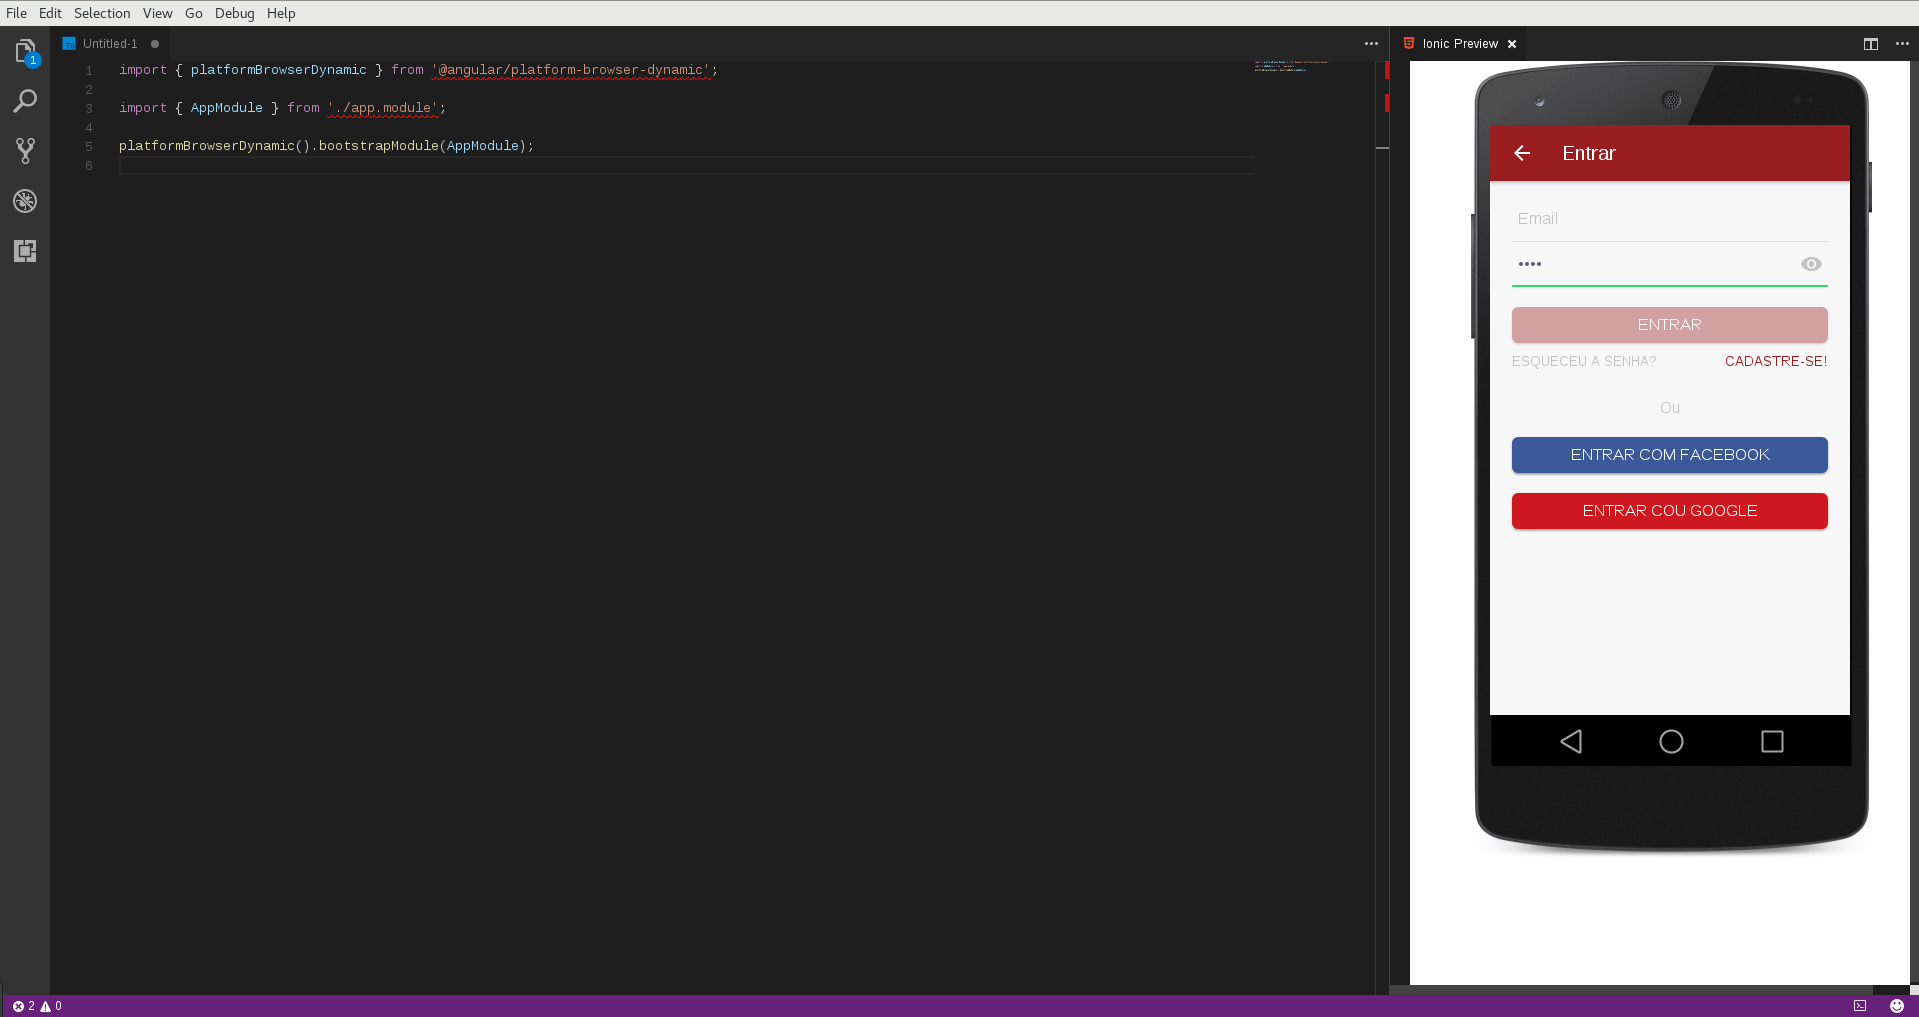 File Edit Selection View Go Debug Help
1
Untitled-1
Ionic Preview
1 import { platformBrowserDynamic } from '@angular/platform-browser-dynamic';
2
3 import { AppModule } from './app.module';
4
5 platformBrowserDynamic().bootstrapModule(AppModule);
6
Entrar
Email
••••
ENTRAR
ESQUECEU A SENHA? CADASTRE-SE!
Ou
ENTRAR COM FACEBOOK
ENTRAR COU GOOGLE
2 0